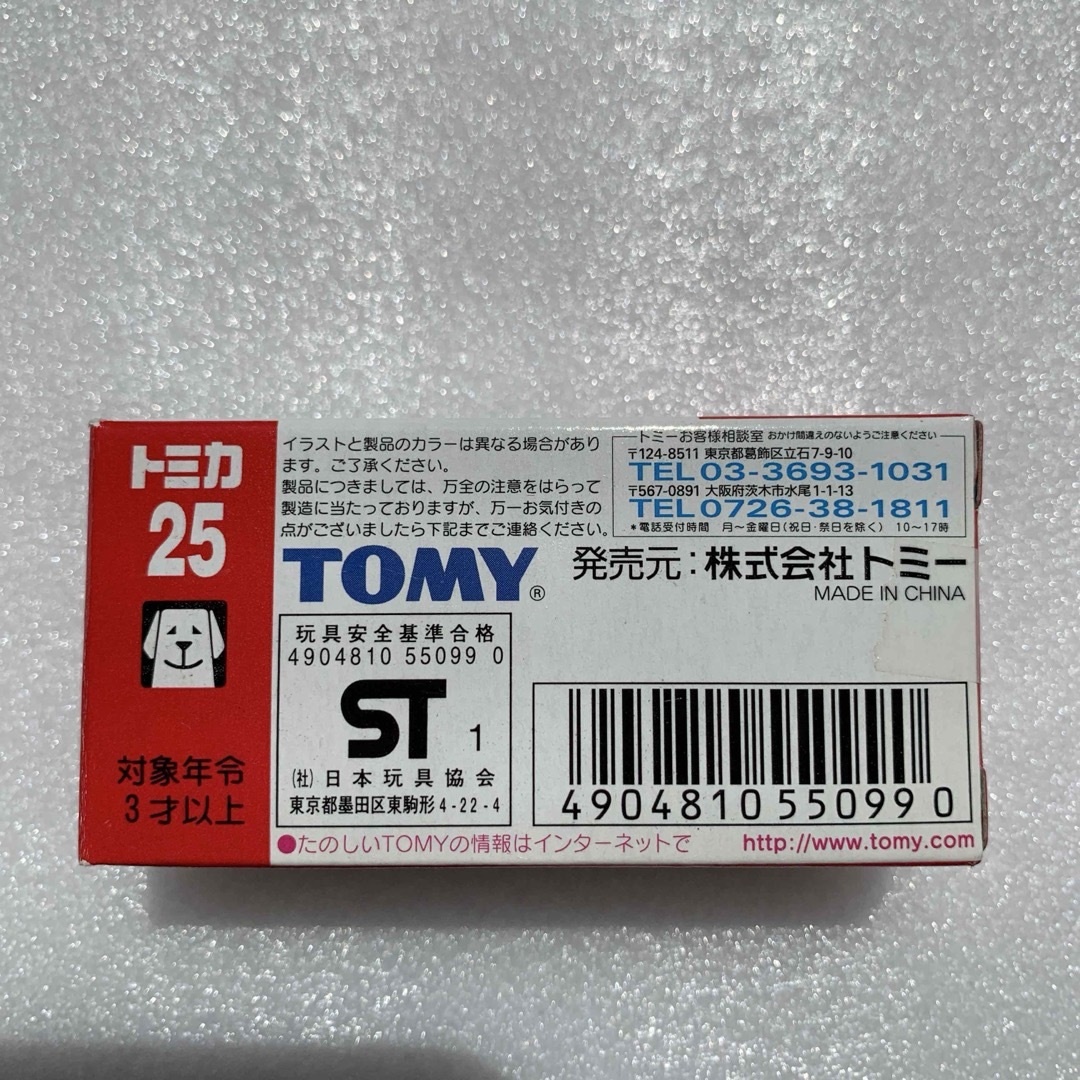 トミカ
25
対象年令
3才以上
イラストと製品のカラーは異なる場合があり
ます。ご了承ください。
製品につきましては、万全の注意をはらって
製造に当たっておりますが、万一お気付きの
点がございましたら下記までご連絡ください。
トミーお客様相談室 おかけ間違えのないようご注意ください
〒124-8511 東京都葛飾区立石7-9-10
TEL03-3693-1031
〒567-0891 大阪府茨木市水尾1-1-13
TEL0726-38-1811
*電話受付時間 月〜金曜日(祝日・祭日を除く) 10〜17時
TOMY®
発売元:株式会社トミー
MADE IN CHINA
玩具安全基準合格
4904810 55099 0
ST 1
(社)日本玩具協会
東京都墨田区東駒形4-22-4
4904810 550990
●たのしいTOMYの情報はインターネットで http://www.tomy.com